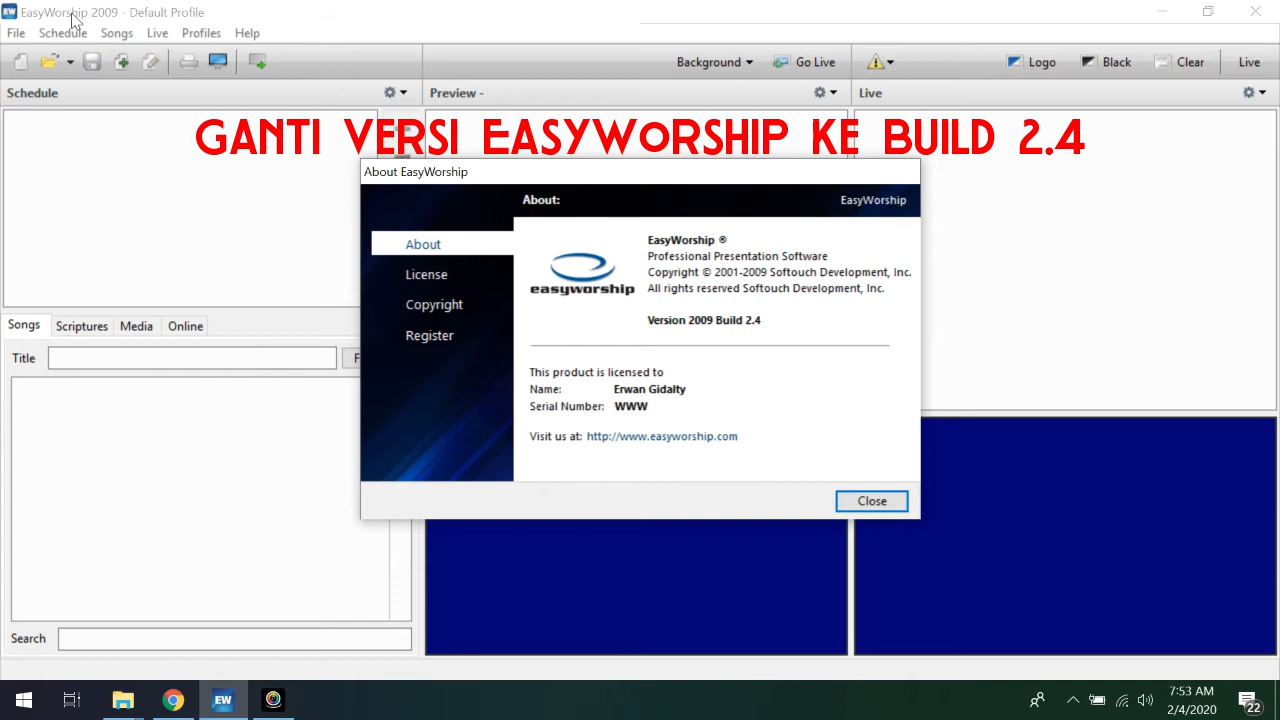 EasyWorship 2009 - Default Profile
File Schedule Songs Live Profiles Help
Background Go Live Logo Black Clear Live
Schedule Preview - Live
GANTI VERSI EASYWORSHIP KE BUILD 2.4
About EasyWorship
About: EasyWorship
About
License
Copyright
Register
easyworship
EasyWorship ®
Professional Presentation Software
Copyright © 2001-2009 Softouch Development, Inc.
All rights reserved Softouch Development, Inc.
Version 2009 Build 2.4
This product is licensed to
Name: Erwan Gidalty
Serial Number: WWW
Visit us at: http://www.easyworship.com
Close
Songs Scriptures Media Online
Title F
Search
EW
7:53 AM
2/4/2020
22